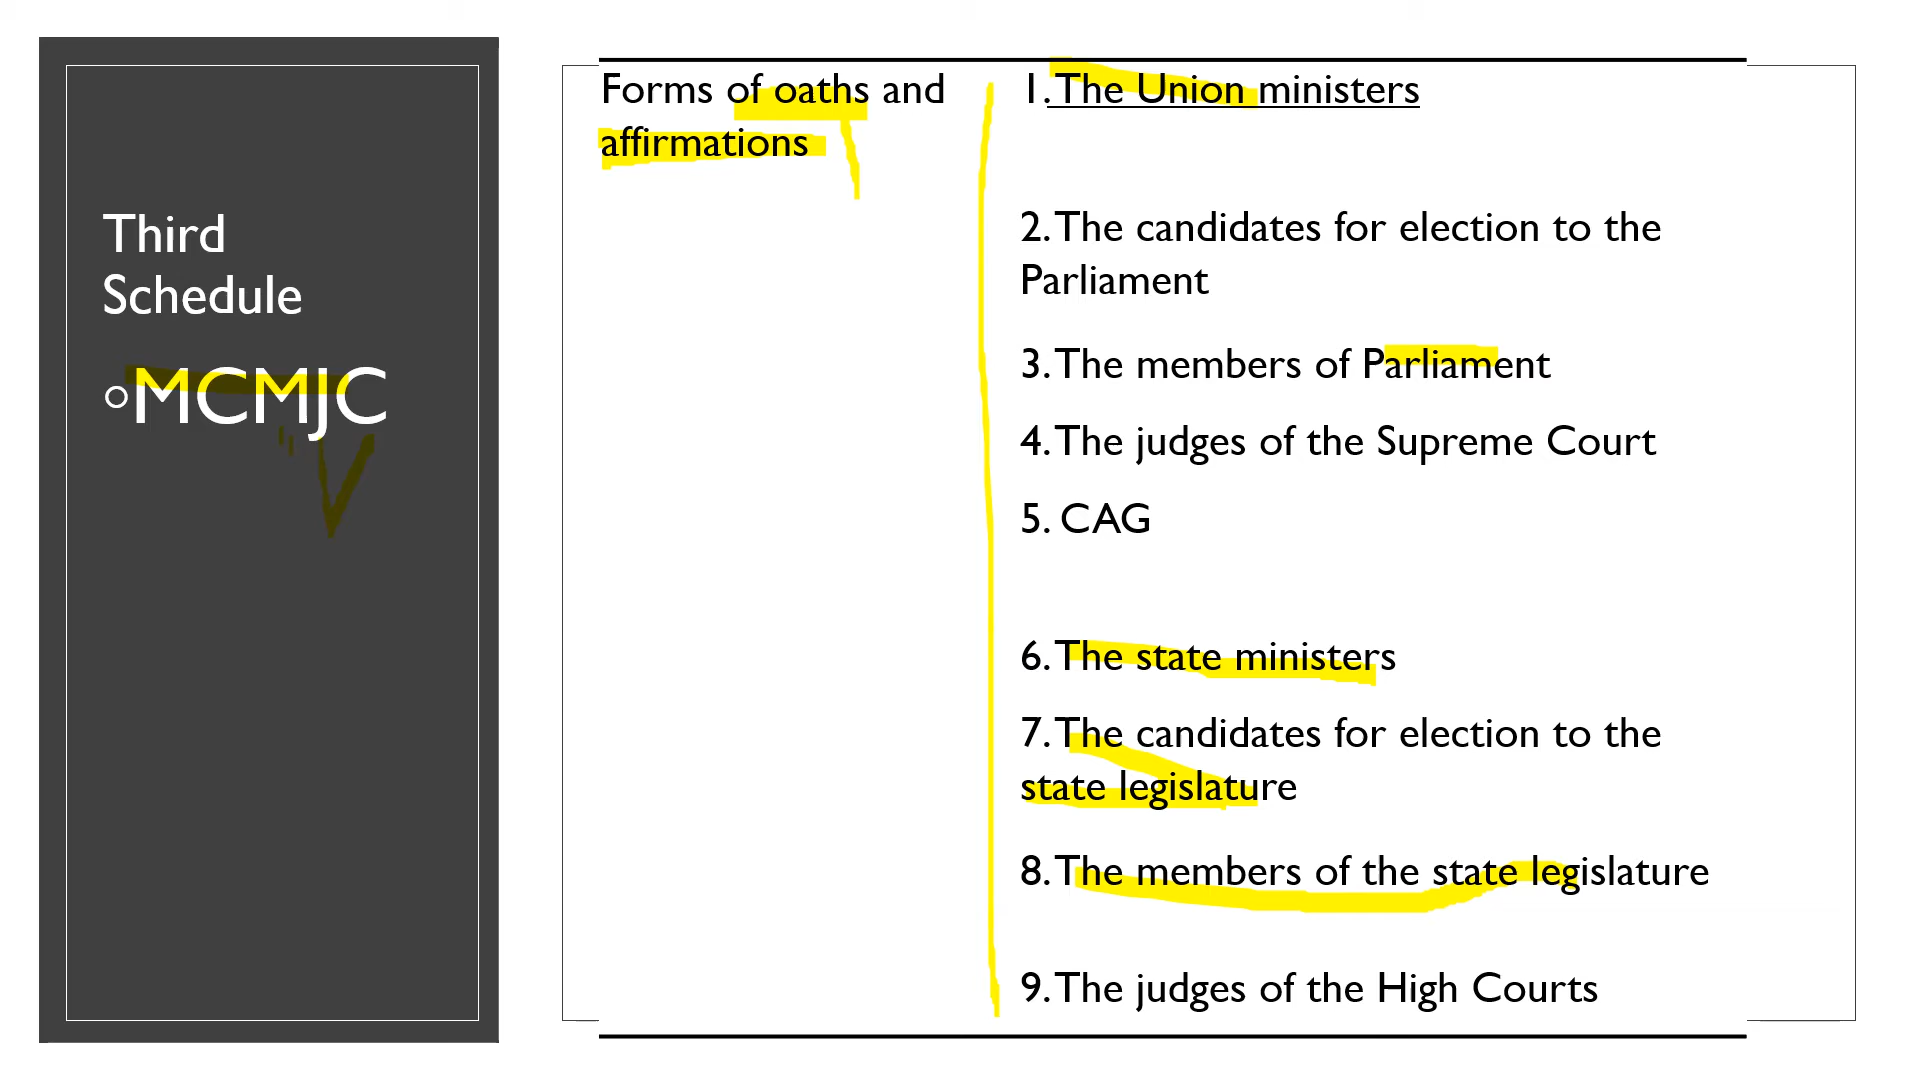 Third
Schedule
◦MCMJC
Forms of oaths and
affirmations
1. The Union ministers
2. The candidates for election to the
Parliament
3. The members of Parliament
4. The judges of the Supreme Court
5. CAG
6. The state ministers
7. The candidates for election to the
state legislature
8. The members of the state legislature
9. The judges of the High Courts